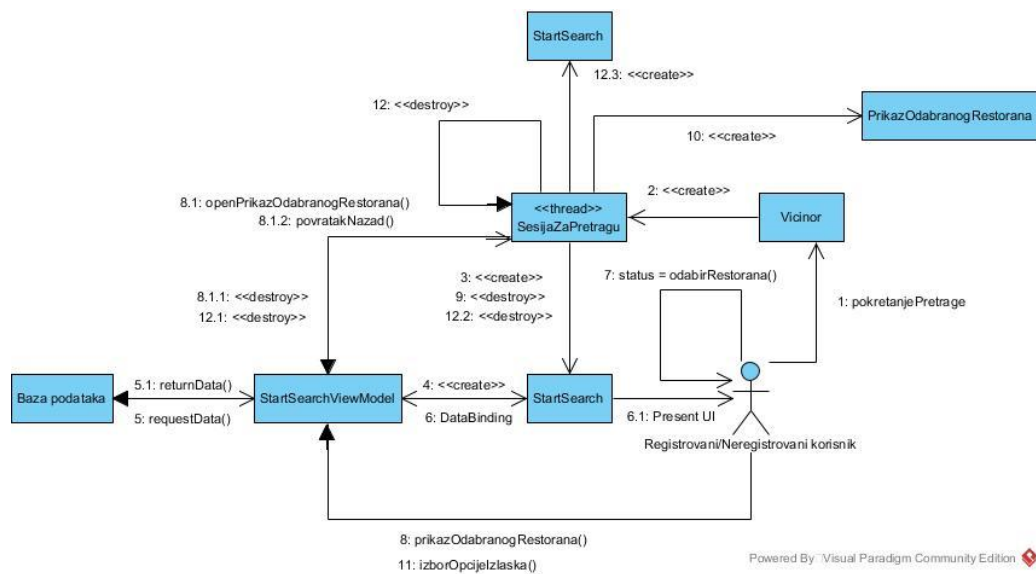 StartSearch
12.3: <<create>>
12: <<destroy>>
PrikazOdabranogRestorana
10: <<create>>
8.1: openPrikazOdabranogRestorana()
8.1.2: povratakNazad()
<<thread>>
SesijaZaPretragu
2: <<create>>
Vicinor
3: <<create>>
9: <<destroy>>
12.2: <<destroy>>
7: status = odabirRestorana()
8.1.1: <<destroy>>
12.1: <<destroy>>
1: pokretanjePretrage
Baza podataka
5.1: returnData()
5: requestData()
StartSearchViewModel
4: <<create>>
6: DataBinding
StartSearch
6.1: Present UI
Registrovani/Neregistrovani korisnik
8: prikazOdabranogRestorana()
11: izborOpcijeIzlaska()
Powered By Visual Paradigm Community Edition